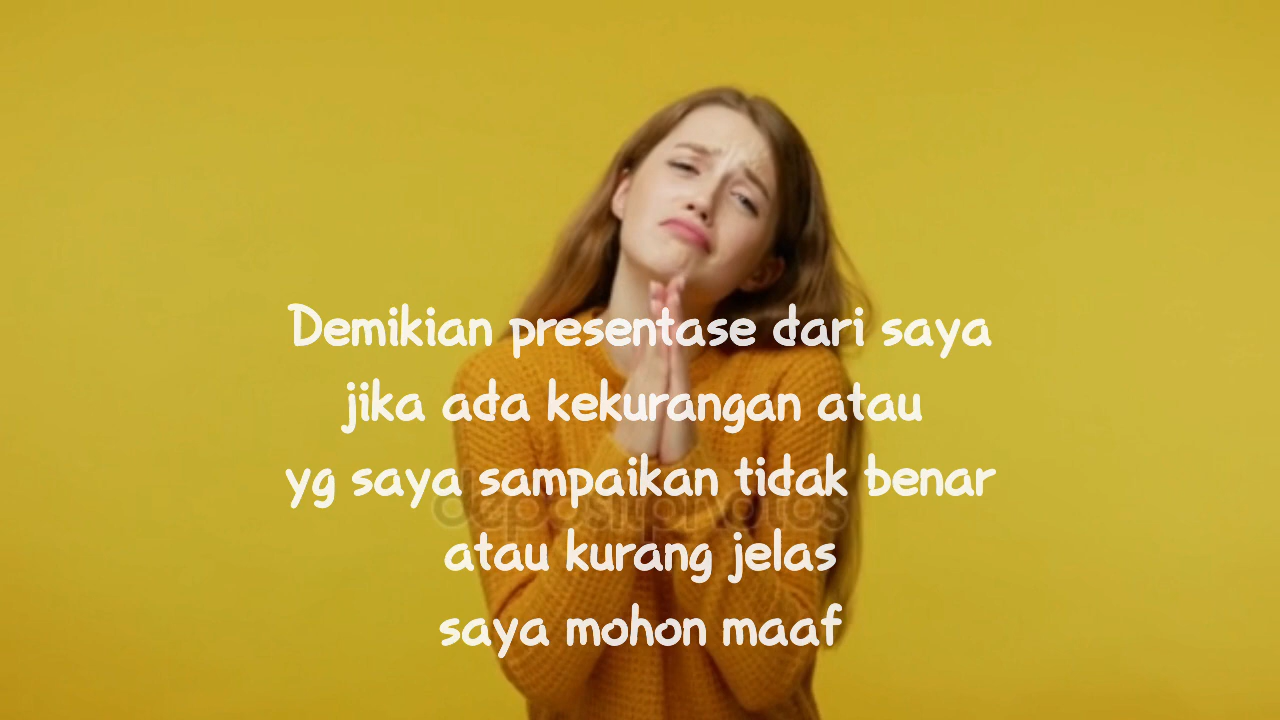 Demikian presentase dari saya
jika ada kekurangan atau
yg saya sampaikan tidak benar
depositphotos
atau kurang jelas
saya mohon maaf